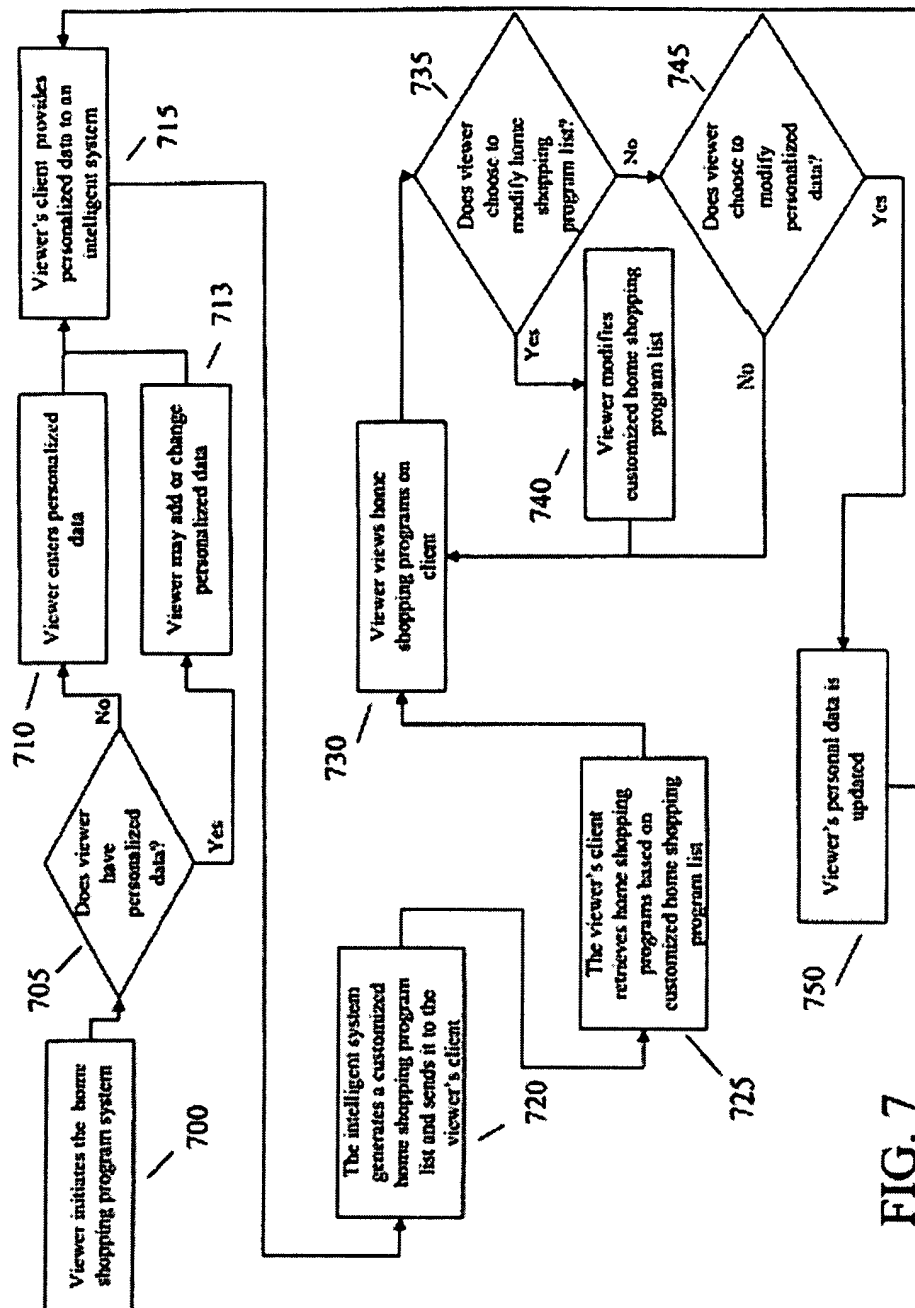 Viewer initiates the home
shopping program system
700
Does viewer
have
personalized
data?
705
No
Yes
710
Viewer enters personalized
data
Viewer may add or change
personalized data
713
Viewer's client provides
personalized data to an
intelligent system
715
The intelligent system
generates a customized
home shopping program
list and sends it to the
viewer's client
720
The viewer's client
retrieves home shopping
programs based on
customized home shopping
program list
725
730
Viewer views home
shopping programs on
client
735
Does viewer
choose to
modify home
shopping
program list?
Yes
No
740
Viewer modifies
customized home shopping
program list
745
Does viewer
choose to
modify
personalized
data?
No
Yes
750
Viewer's personal data is
updated
FIG. 7